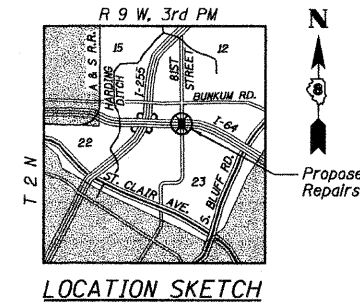 R 9 W, 3rd PM
N
15
12
A & S R.R.
HARDING
DITCH
I-255
81ST
STREET
BUNKUM RD.
I-64
8
22
T 2 N
ST. CLAIR AVE.
23
S. BLUFF RD.
Propose
Repairs
LOCATION SKETCH